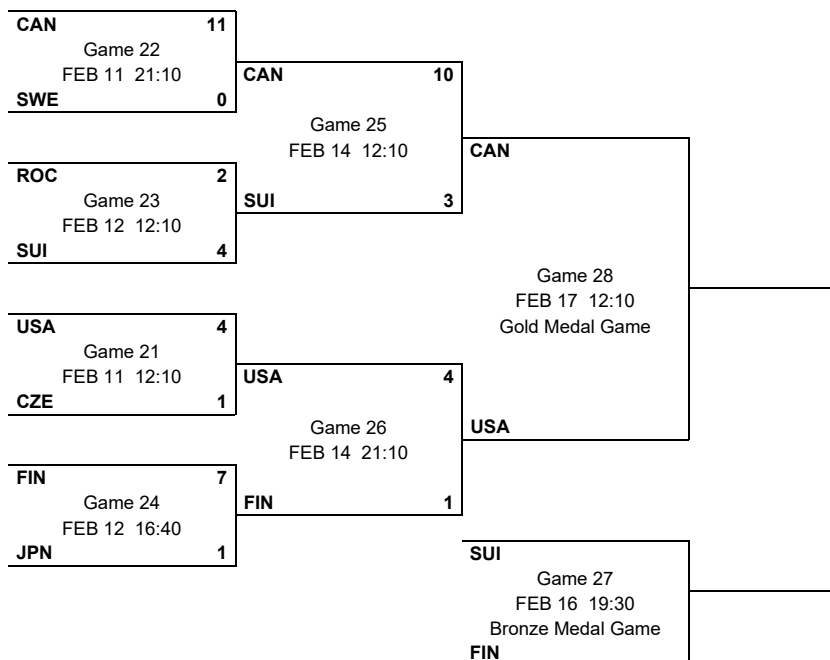 CAN 11
Game 22
FEB 11 21:10
SWE 0
CAN 10
Game 25
FEB 14 12:10
SUI 3
ROC 2
Game 23
FEB 12 12:10
SUI 4
CAN
Game 28
FEB 17 12:10
Gold Medal Game
USA
USA 4
Game 21
FEB 11 12:10
CZE 1
USA 4
Game 26
FEB 14 21:10
FIN 1
FIN 7
Game 24
FEB 12 16:40
JPN 1
SUI
Game 27
FEB 16 19:30
Bronze Medal Game
FIN